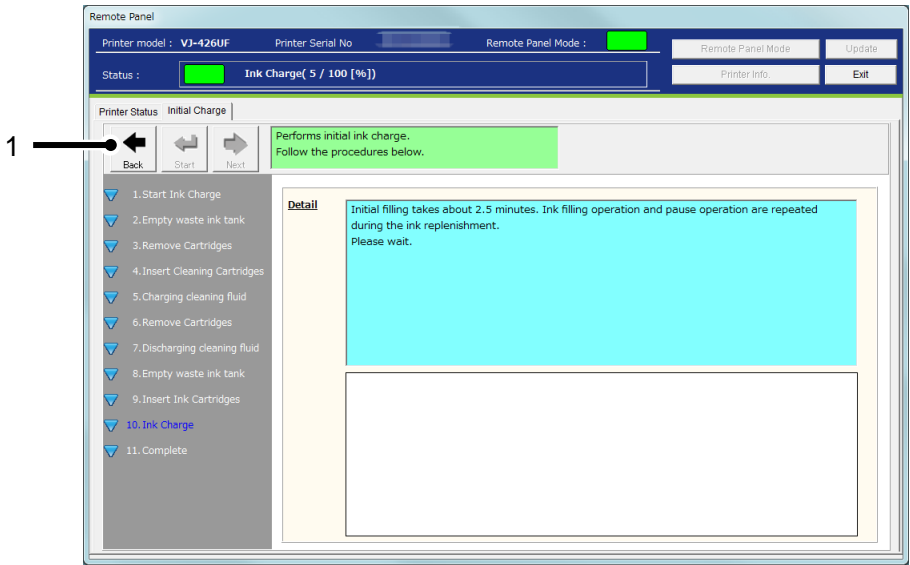 Remote Panel
Printer model : VJ-426UF Printer Serial No Remote Panel Mode :
Remote Panel Mode Update
Status : Ink Charge( 5 / 100 [%]) Printer Info. Exit
Printer Status Initial Charge
1
Back Start Next
Performs initial ink charge.
Follow the procedures below.
1.Start Ink Charge
2.Empty waste ink tank
3.Remove Cartridges
4.Insert Cleaning Cartridges
5.Charging cleaning fluid
6.Remove Cartridges
7.Discharging cleaning fluid
8.Empty waste ink tank
9.Insert Ink Cartridges
10.Ink Charge
11.Complete
Detail
Initial filling takes about 2.5 minutes. Ink filling operation and pause operation are repeated
during the ink replenishment.
Please wait.